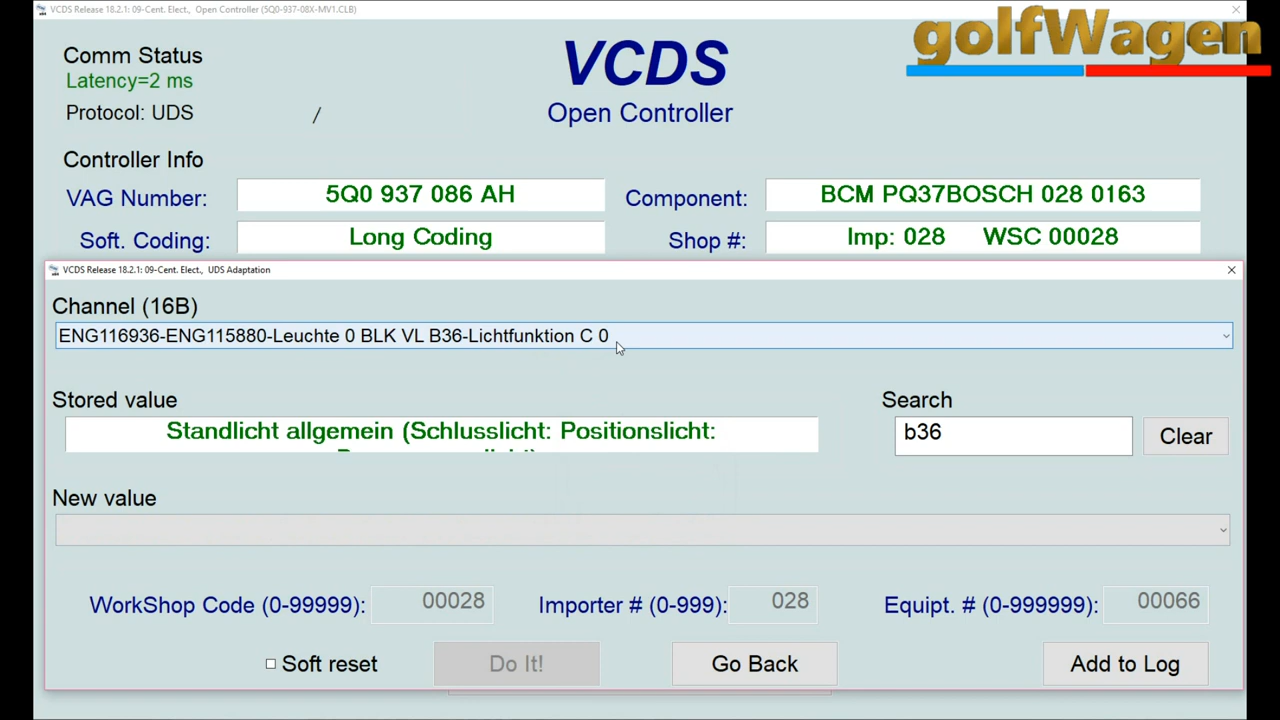 VCDS Release 18.2.1: 09-Cent. Elect., Open Controller (5Q0-937-08X-MV1.CLB)
golfWagen
Comm Status
VCDS
Latency=2 ms
Open Controller
Protocol: UDS
/
Controller Info
VAG Number: 5Q0 937 086 AH Component: BCM PQ37BOSCH 028 0163
Soft. Coding: Long Coding Shop #: Imp: 028 WSC 00028
VCDS Release 18.2.1: 09-Cent. Elect., UDS Adaptation
Channel (16B)
ENG116936-ENG115880-Leuchte 0 BLK VL B36-Lichtfunktion C 0
Stored value Search
Standlicht allgemein (Schlusslicht: Positionslicht: b36 Clear
New value
WorkShop Code (0-99999): 00028 Importer # (0-999): 028 Equipt. # (0-999999): 00066
Soft reset Do It! Go Back Add to Log